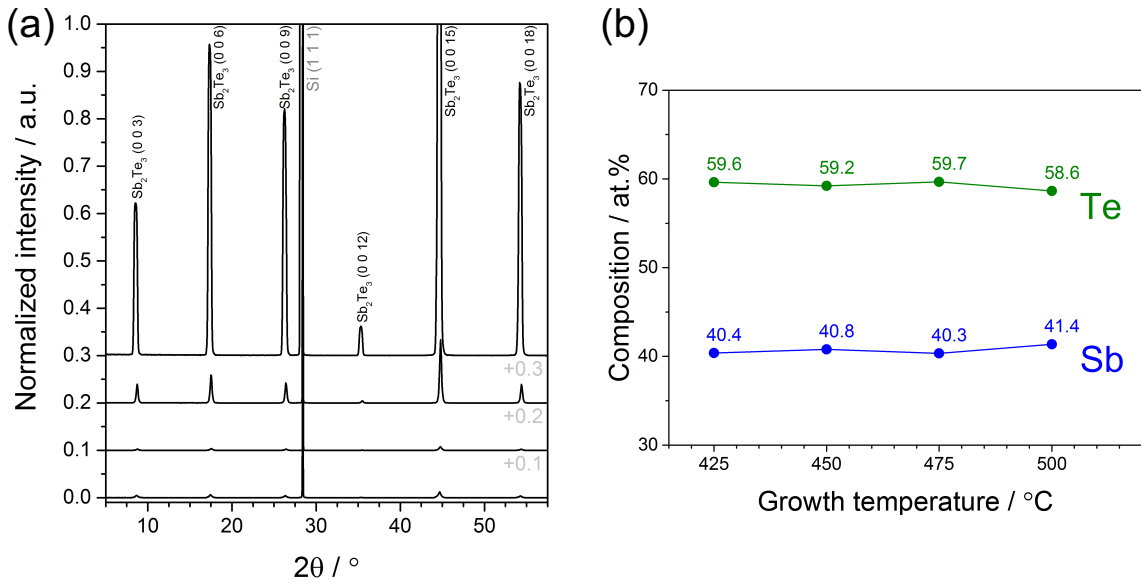 (a)
Normalized intensity / a.u.
1.0
0.9
0.8
0.7
0.6
0.5
0.4
0.3
0.2
0.1
0.0
Sb₂Te₃ (0 0 3)
Sb₂Te₃ (0 0 6)
Sb₂Te₃ (0 0 9)
Si (1 1 1)
Sb₂Te₃ (0 0 12)
Sb₂Te₃ (0 0 15)
Sb₂Te₃ (0 0 18)
+0.3
+0.2
+0.1
10 20 30 40 50
2θ / °
(b)
Composition / at.%
70
60
50
40
30
59.6 59.2 59.7 58.6
Te
40.4 40.8 40.3 41.4
Sb
425 450 475 500
Growth temperature / °C